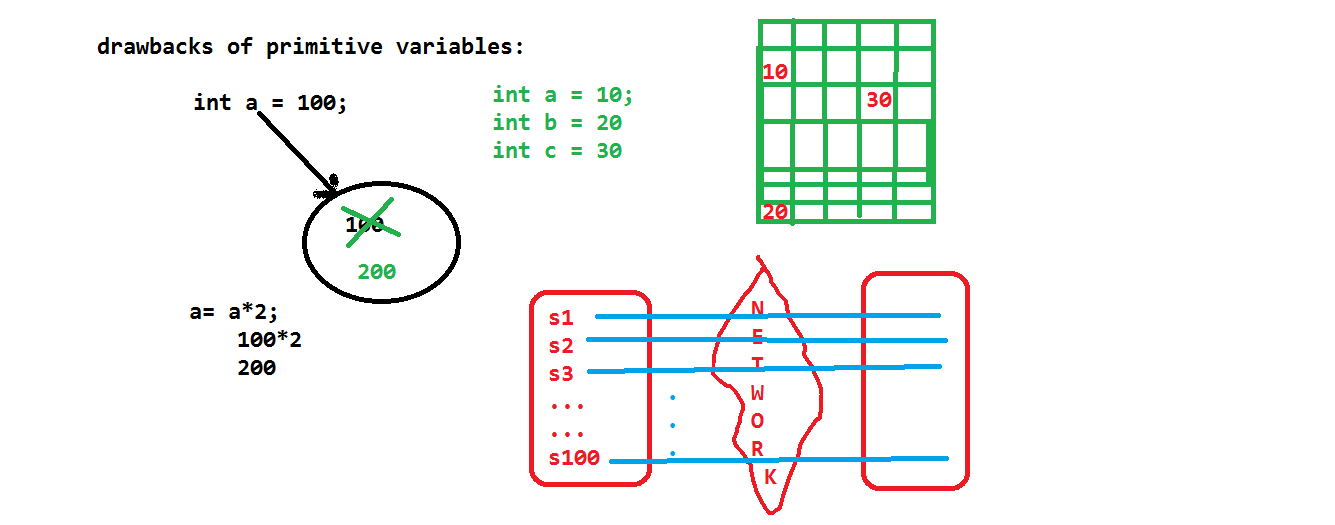 drawbacks of primitive variables:
int a = 100;
100
200
a= a*2;
100*2
200
int a = 10;
int b = 20
int c = 30
10
30
20
s1
s2
s3
...
...
s100
.
.
.
N
E
T
W
O
R
K